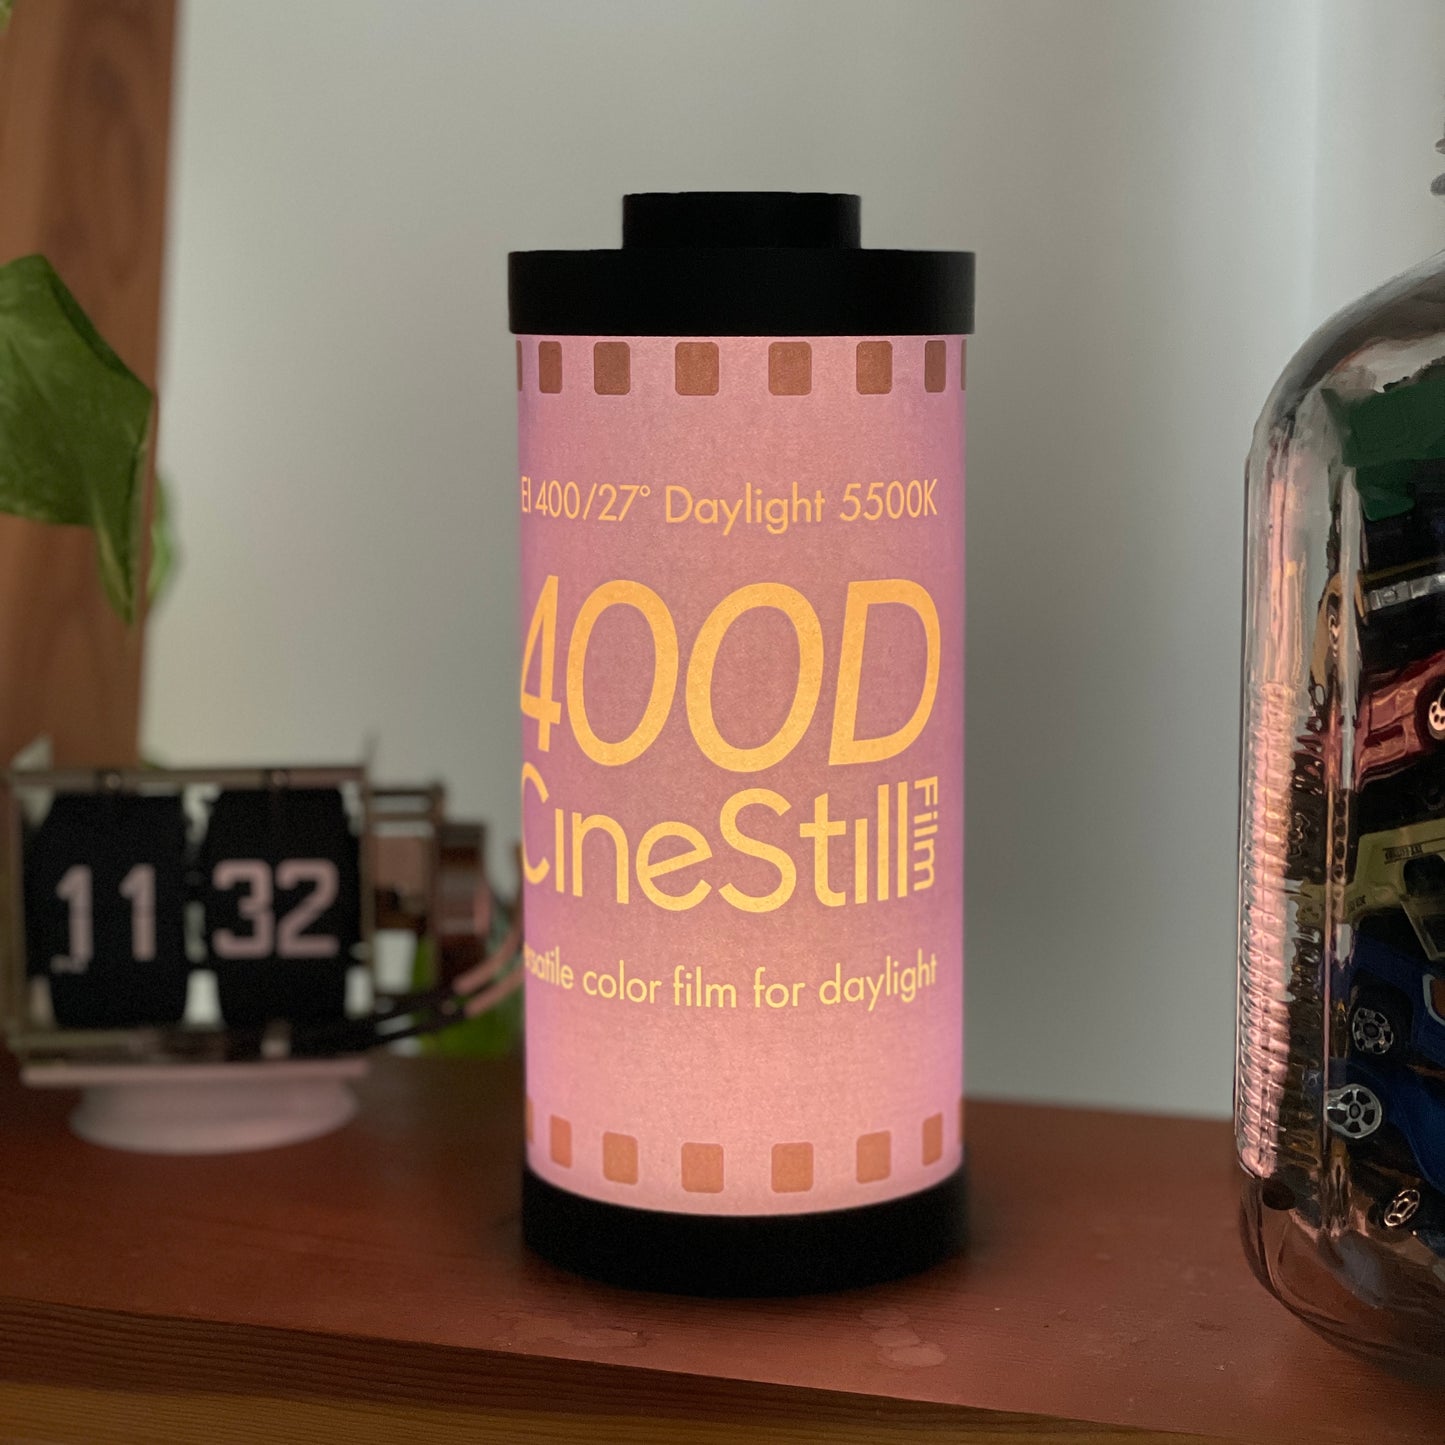 EI 400/27° Daylight 5500K
400D
CineStill Film
color film for daylight
11 32